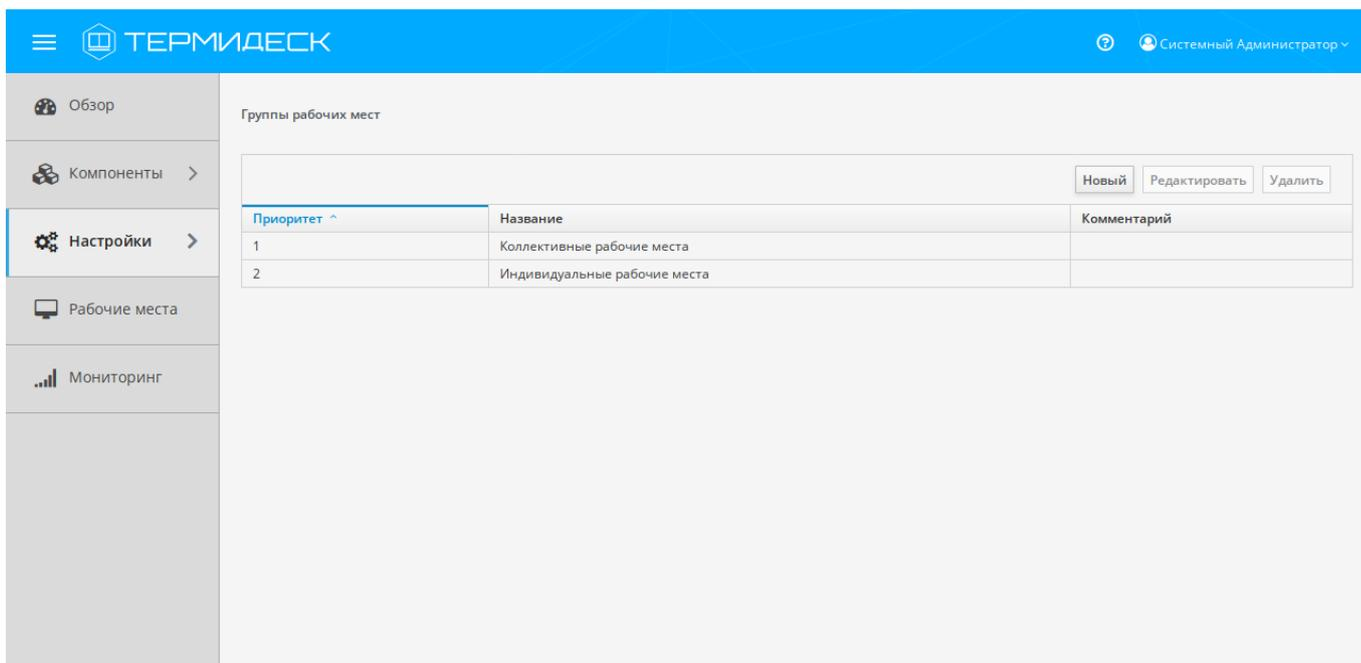 ТЕРМИДЕСК
Системный Администратор
Обзор
Компоненты
Настройки
Рабочие места
Мониторинг
Группы рабочих мест
Новый Редактировать Удалить
Приоритет Название Комментарий
1 Коллективные рабочие места
2 Индивидуальные рабочие места